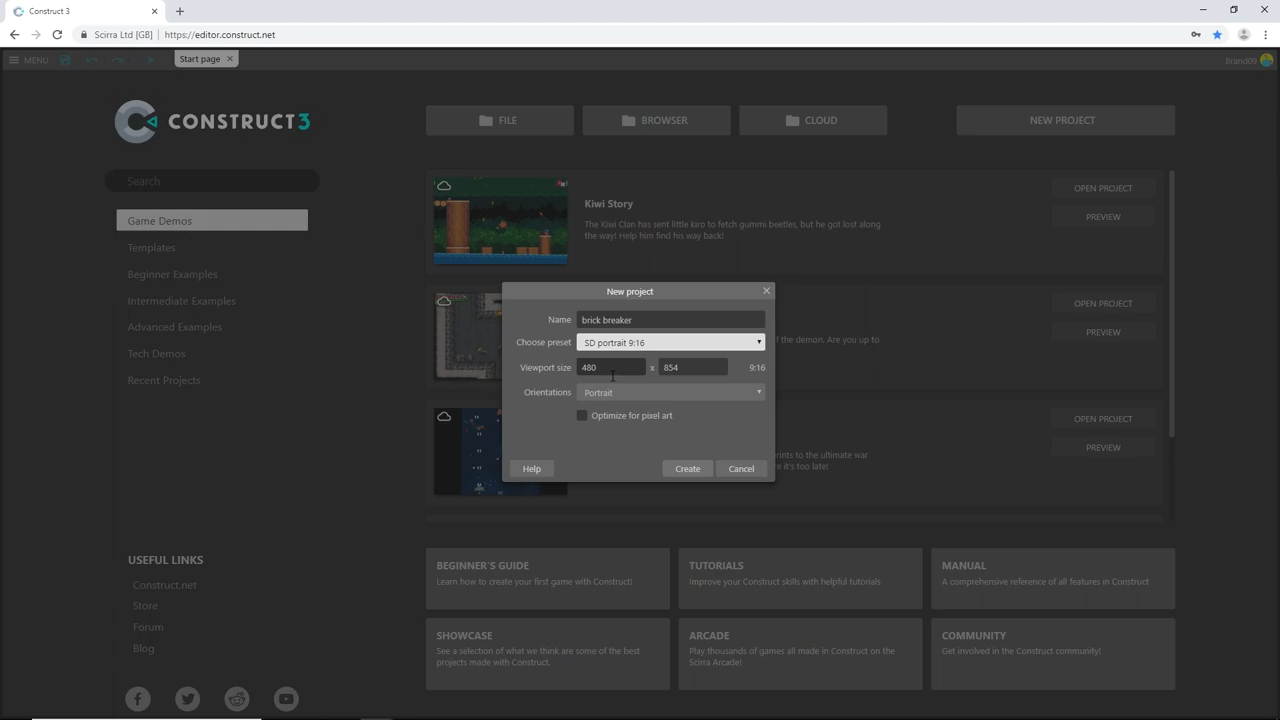 Construct 3
Scirra Ltd [GB]
https://editor.construct.net
MENU
Start page
Brand09
CONSTRUCT3
FILE
BROWSER
CLOUD
NEW PROJECT
Search
Game Demos
Templates
Beginner Examples
Intermediate Examples
Advanced Examples
Tech Demos
Recent Projects
Kiwi Story
The Kiwi Clan has sent little kiro to fetch gummi beetles, but he got lost along
the way! Help him find his way back!
OPEN PROJECT
PREVIEW
New project
Name
brick breaker
Choose preset
SD portrait 9:16
Viewport size
480
x
854
9:16
Orientations
Portrait
Optimize for pixel art
Help
Create
Cancel
OPEN PROJECT
of the demon. Are you up to
PREVIEW
OPEN PROJECT
PREVIEW
prints to the ultimate war
re it's too late!
USEFUL LINKS
Construct.net
Store
Forum
Blog
BEGINNER'S GUIDE
Learn how to create your first game with Construct!
TUTORIALS
Improve your Construct skills with helpful tutorials
MANUAL
A comprehensive reference of all features in Construct
SHOWCASE
See a selection of what we think are some of the best
projects made with Construct.
ARCADE
Play thousands of games all made in Construct on the
Scirra Arcade!
COMMUNITY
Get involved in the Construct community!